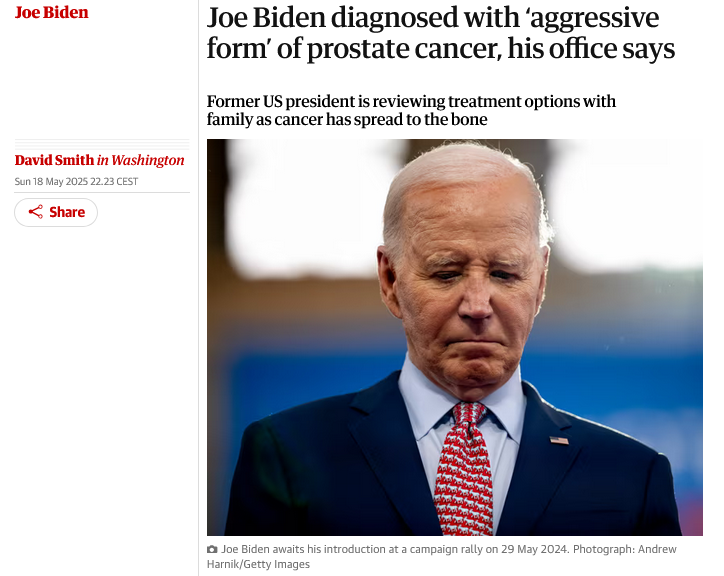 Joe Biden
Joe Biden diagnosed with ‘aggressive
form’ of prostate cancer, his office says
Former US president is reviewing treatment options with
family as cancer has spread to the bone
David Smith in Washington
Sun 18 May 2025 22.23 CEST
Share
Joe Biden awaits his introduction at a campaign rally on 29 May 2024. Photograph: Andrew
Harnik/Getty Images